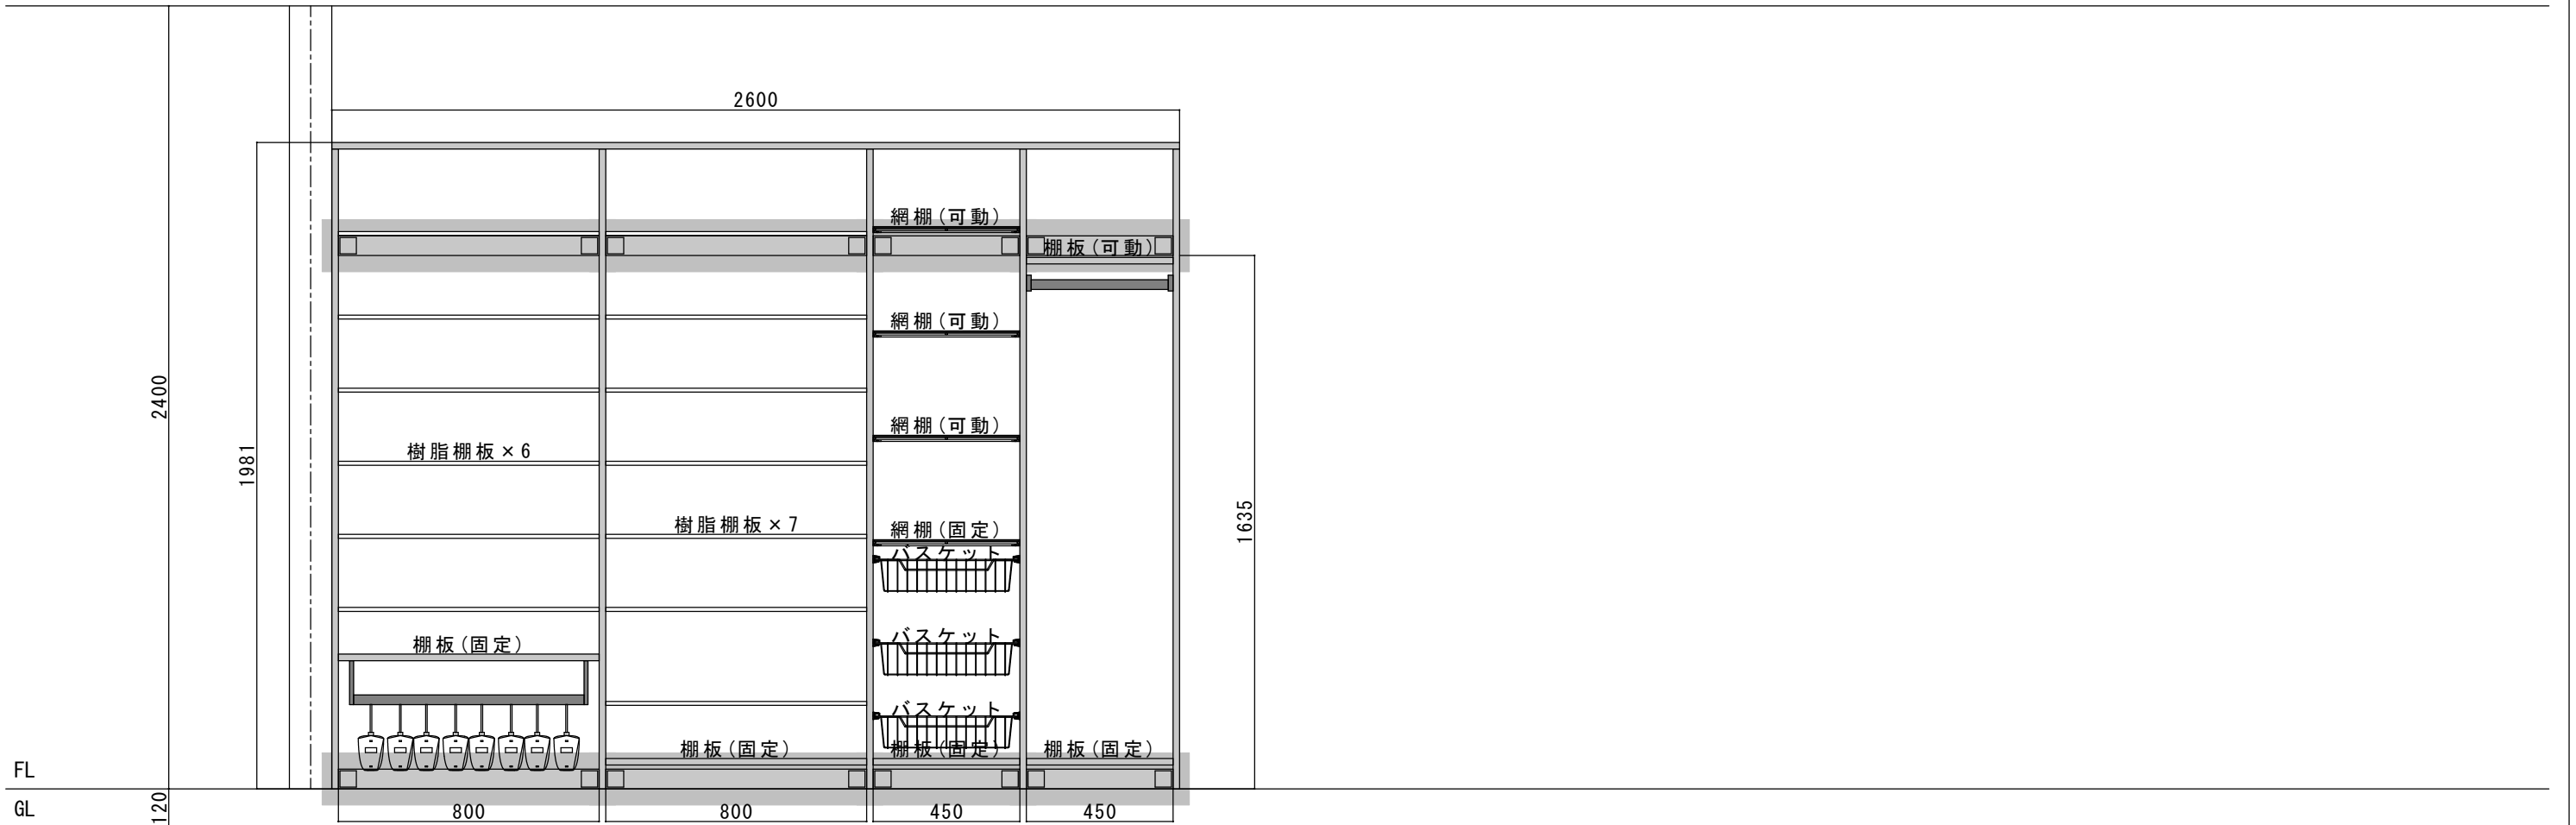 2600
網棚(可動)
棚板(可動)
網棚(可動)
2400
網棚(可動)
樹脂棚板×6
1981
樹脂棚板×7
網棚(固定)
1635
バスケット
バスケット
棚板(固定)
バスケット
棚板(固定)
棚板(固定)
棚板(固定)
FL
GL
120
800
800
450
450